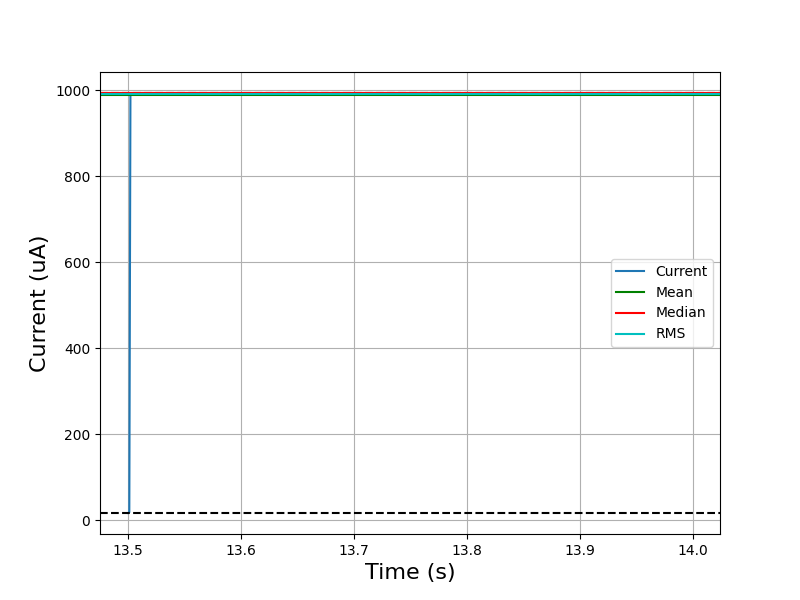 1000
800
600
400
200
0
Current (uA)
Current
Mean
Median
RMS
13.5 13.6 13.7 13.8 13.9 14.0
Time (s)